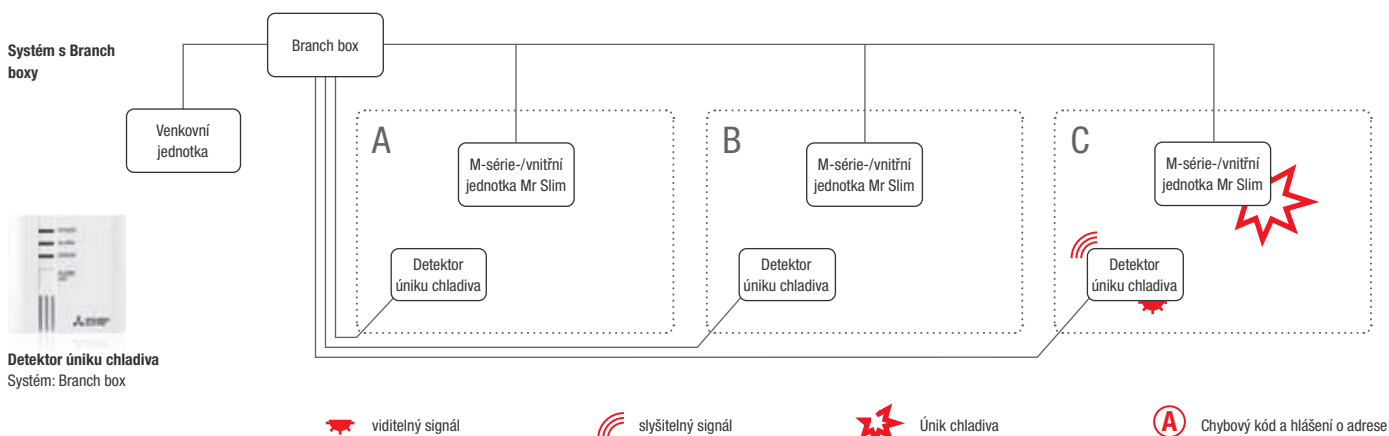 Systém s Branch
boxy
Branch box
Venkovní
jednotka
A
M-série-/vnitřní
jednotka Mr Slim
Detektor
úniku chladiva
B
M-série-/vnitřní
jednotka Mr Slim
Detektor
úniku chladiva
C
M-série-/vnitřní
jednotka Mr Slim
Detektor
úniku chladiva
Detektor úniku chladiva
Systém: Branch box
viditelný signál
slyšitelný signál
Únik chladiva
A Chybový kód a hlášení o adrese